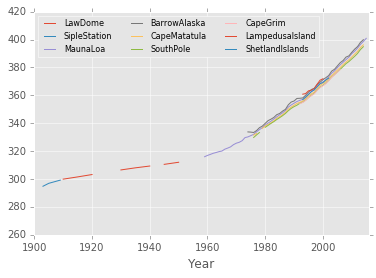 420
400
380
360
340
320
300
280
260
LawDome BarrowAlaska CapeGrim
SipleStation CapeMatatula LampedusaIsland
MaunaLoa SouthPole ShetlandIslands
1900 1920 1940 1960 1980 2000
Year